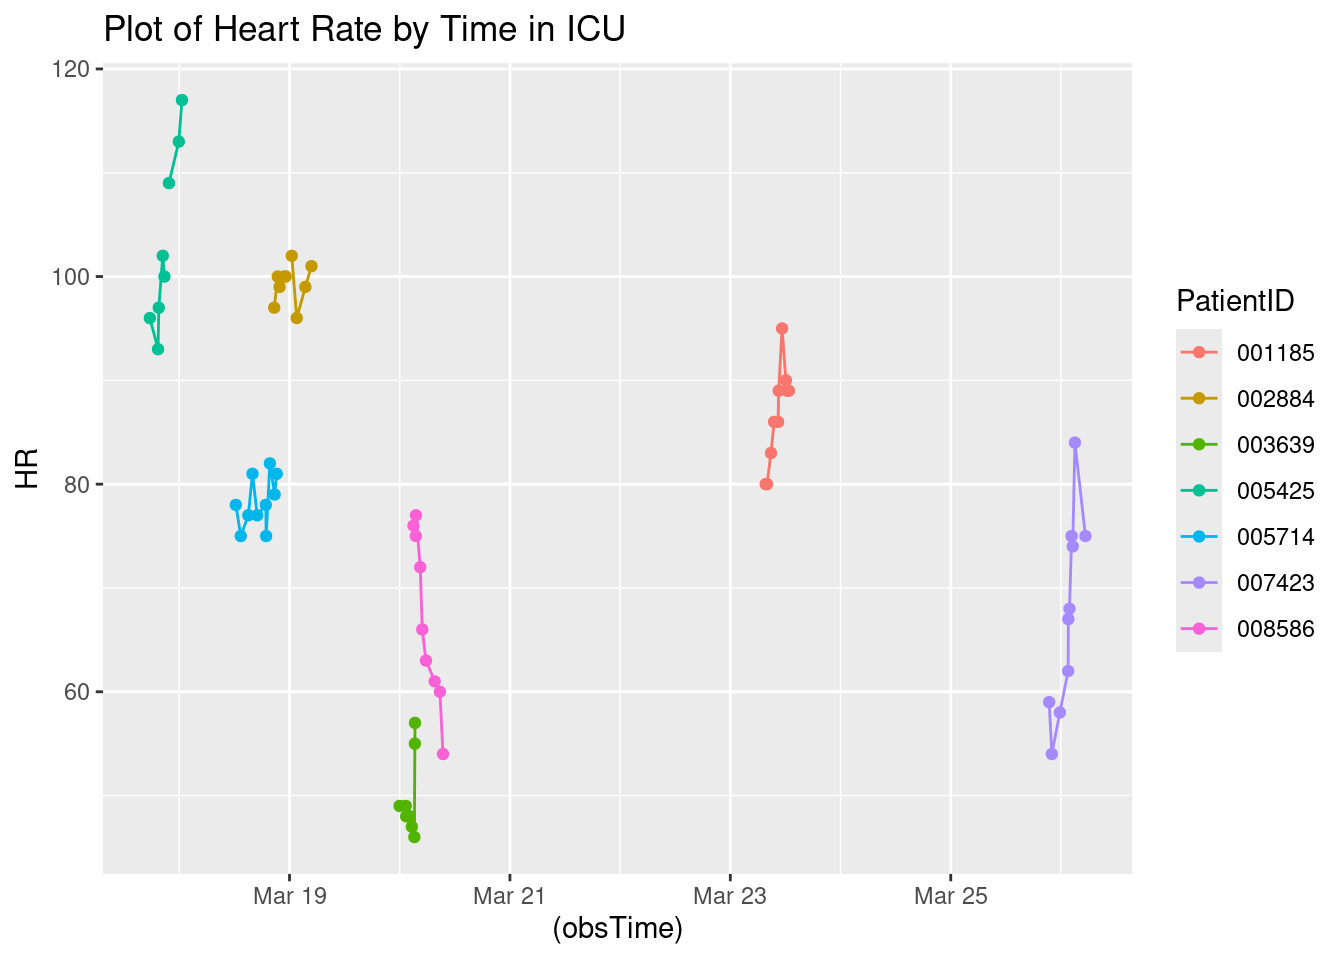 Plot of Heart Rate by Time in ICU
120
100
80
60
HR
Mar 19
Mar 21
Mar 23
Mar 25
(obsTime)
PatientID
001185
002884
003639
005425
005714
007423
008586